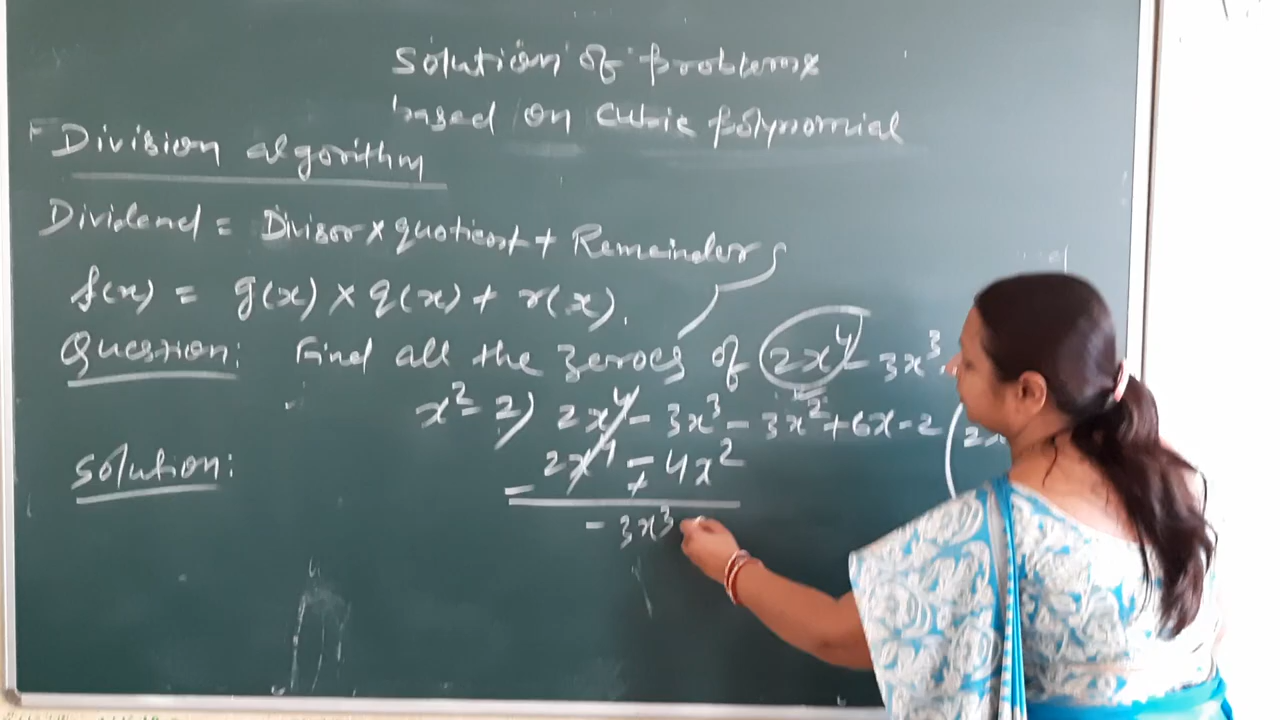 Solution of Problems
based on cubic polynomial
Division algorithm
Dividend = Divisor × quotient + Remainder
f(x) = g(x) × q(x) + r(x).
Question: Find all the zeroes of 2x⁴ - 3x³
x² - 2) 2x⁴ - 3x³ - 3x² + 6x - 2 (2x
Solution:
- 2x⁴ - 4x²
+
- 3x³